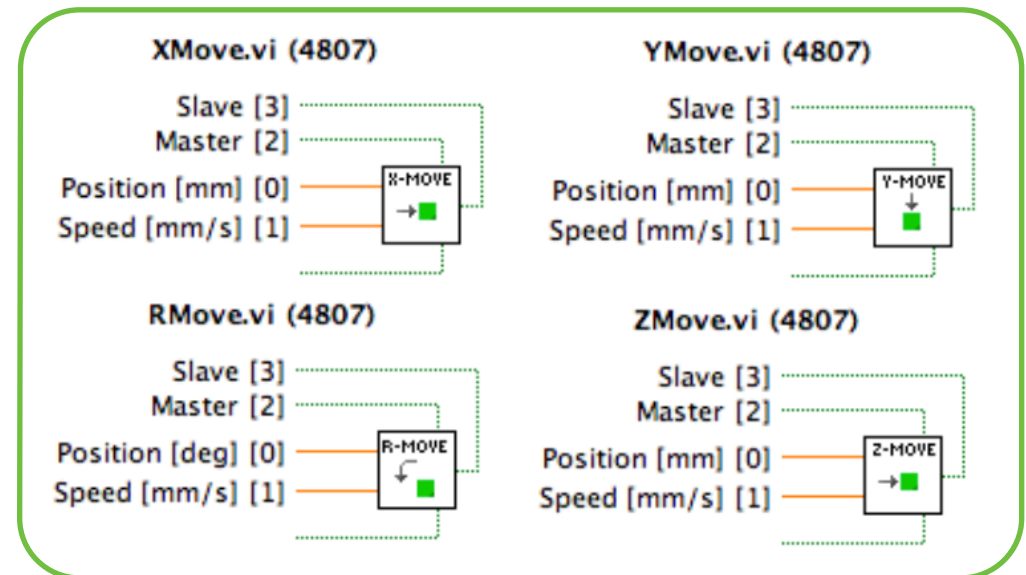 XMove.vi (4807)
Slave [3]
Master [2]
Position [mm] [0]
Speed [mm/s] [1]
X-MOVE
YMove.vi (4807)
Slave [3]
Master [2]
Position [mm] [0]
Speed [mm/s] [1]
Y-MOVE
RMove.vi (4807)
Slave [3]
Master [2]
Position [deg] [0]
Speed [mm/s] [1]
R-MOVE
ZMove.vi (4807)
Slave [3]
Master [2]
Position [mm] [0]
Speed [mm/s] [1]
Z-MOVE